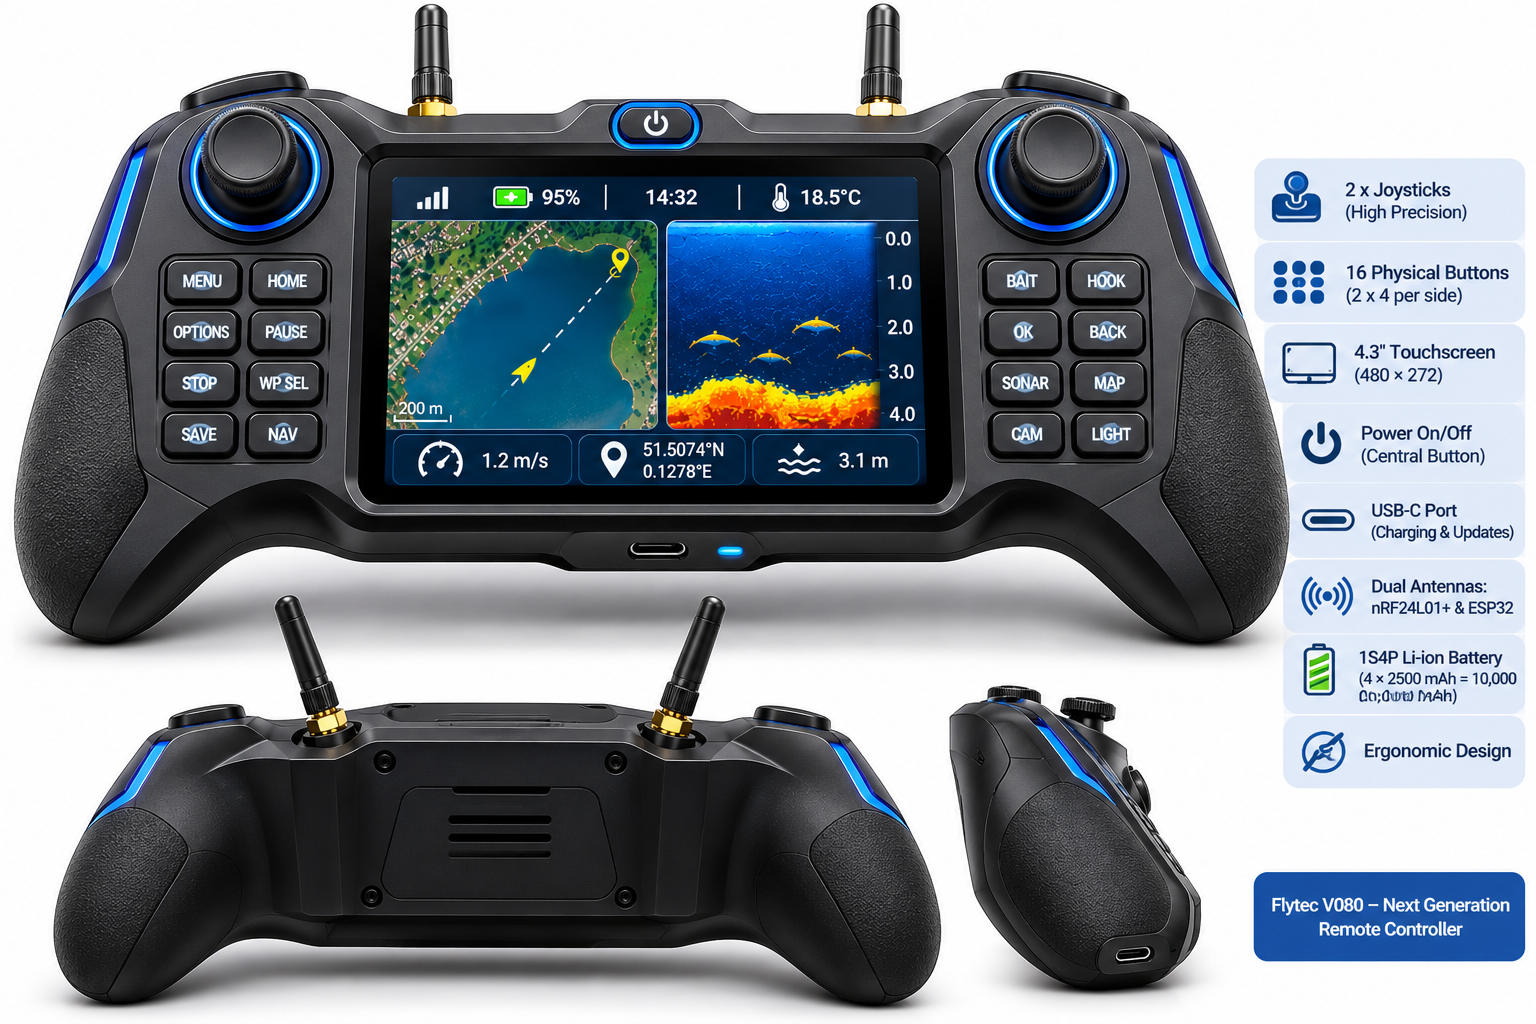 95%
14:32
18.5°C
MENU
HOME
OPTIONS
PAUSE
STOP
WP SEL
SAVE
NAV
200 m
0.0
1.0
2.0
3.0
4.0
1.2 m/s
51.5074°N
0.1278°E
3.1 m
BAIT
HOOK
OK
BACK
SONAR
MAP
CAM
LIGHT
2 x Joysticks
(High Precision)
16 Physical Buttons
(2 x 4 per side)
4.3" Touchscreen
(480 × 272)
Power On/Off
(Central Button)
USB-C Port
(Charging & Updates)
Dual Antennas:
nRF24L01+ & ESP32
1S4P Li-ion Battery
(4 × 2500 mAh = 10,000
Ergonomic Design
Flytec V080 – Next Generation
Remote Controller